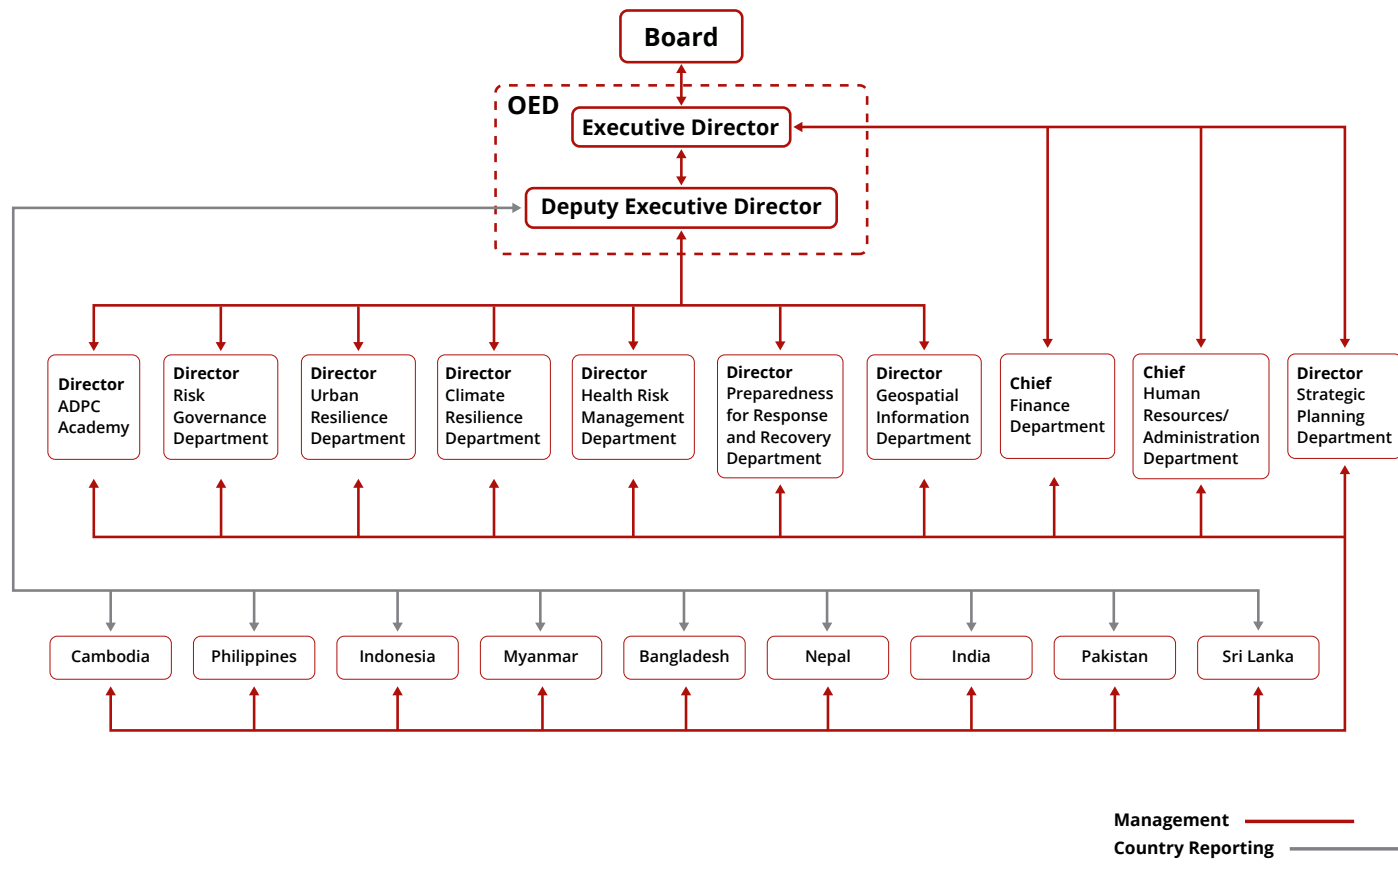 Board
OED
Executive Director
Deputy Executive Director
Director
ADPC
Academy
Director
Risk
Governance
Department
Director
Urban
Resilience
Department
Director
Climate
Resilience
Department
Director
Health Risk
Management
Department
Director
Preparedness
for Response
and Recovery
Department
Director
Geospatial
Information
Department
Chief
Finance
Department
Chief
Human
Resources/
Administration
Department
Director
Strategic
Planning
Department
Cambodia
Philippines
Indonesia
Myanmar
Bangladesh
Nepal
India
Pakistan
Sri Lanka
Management
Country Reporting